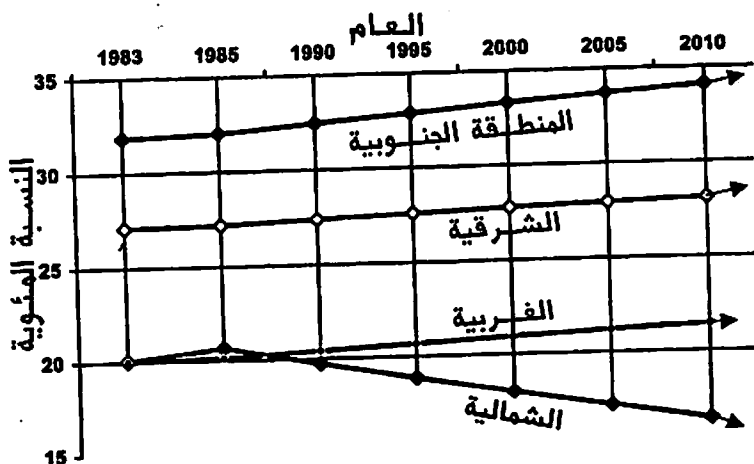 العام
1983 1985 1990 1995 2000 2005 2010
35
30
25
20
15
النسبة المئوية
المنطقة الجنوبية
الشرقية
الغربية
الشمالية